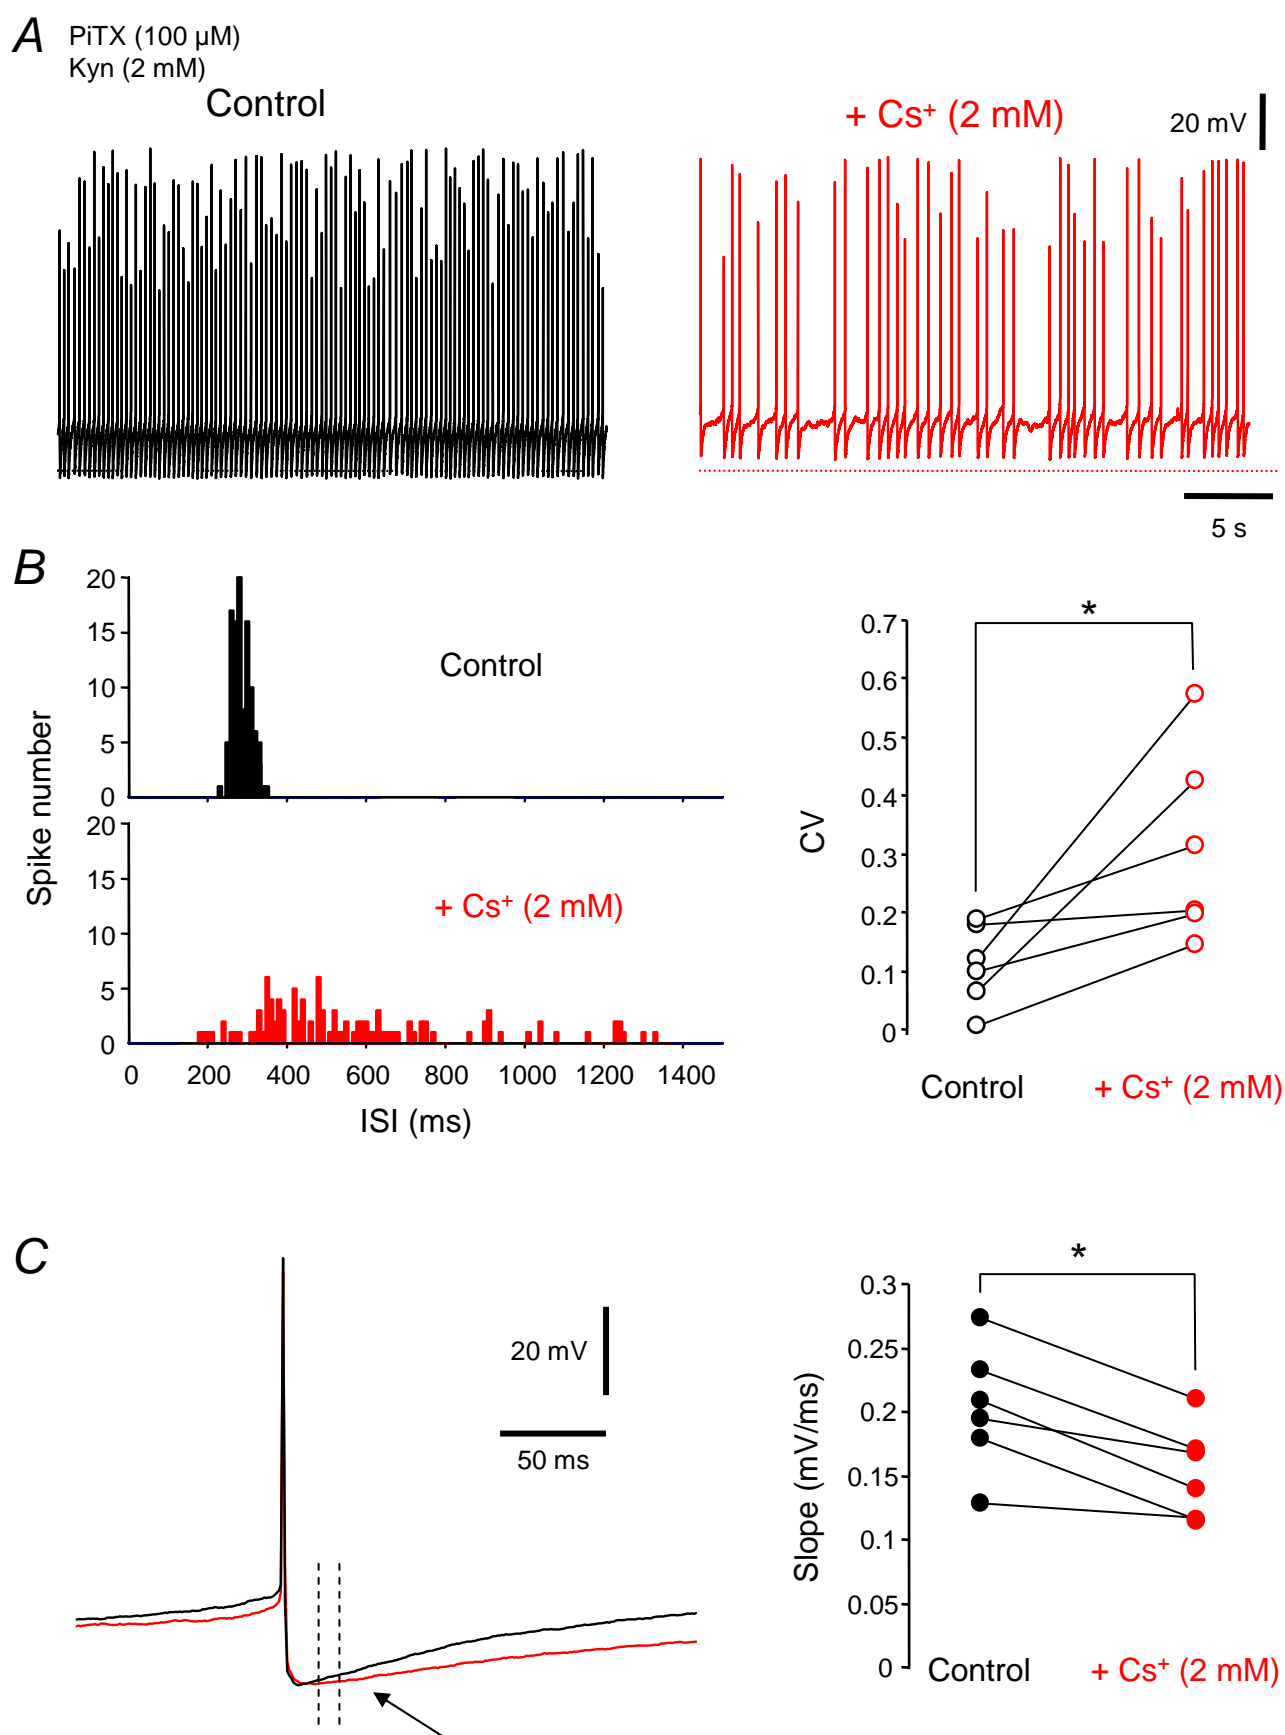 A
PiTX (100 µM)
Kyn (2 mM)
Control
+ Cs⁺ (2 mM)
20 mV
5 s
B
Spike number
20
15
10
5
0
Control
20
15
10
5
0
+ Cs⁺ (2 mM)
0 200 400 600 800 1000 1200 1400
ISI (ms)
*
CV
0.7
0.6
0.5
0.4
0.3
0.2
0.1
0
Control + Cs⁺ (2 mM)
C
20 mV
50 ms
*
Slope (mV/ms)
0.3
0.25
0.2
0.15
0.1
0.05
0
Control + Cs⁺ (2 mM)